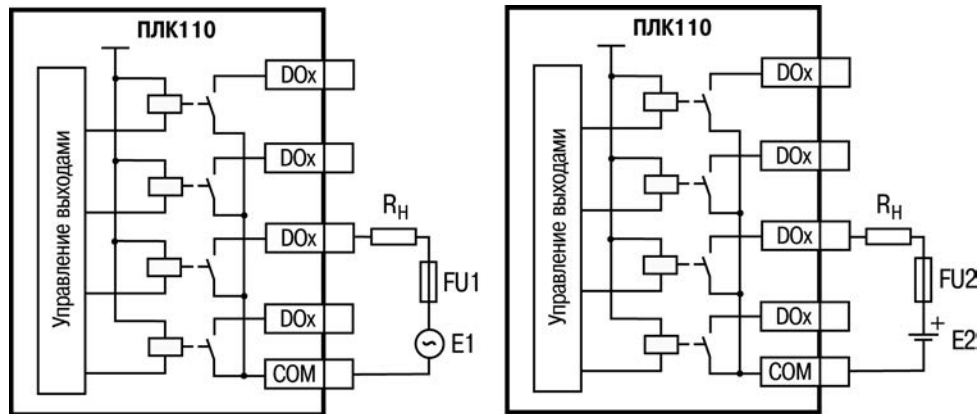 ПЛК110
Управление выходами
DOx
DOx
DOx
DOx
COM
RН
FU1
E1
ПЛК110
Управление выходами
DOx
DOx
DOx
DOx
COM
RН
FU2
+
E2